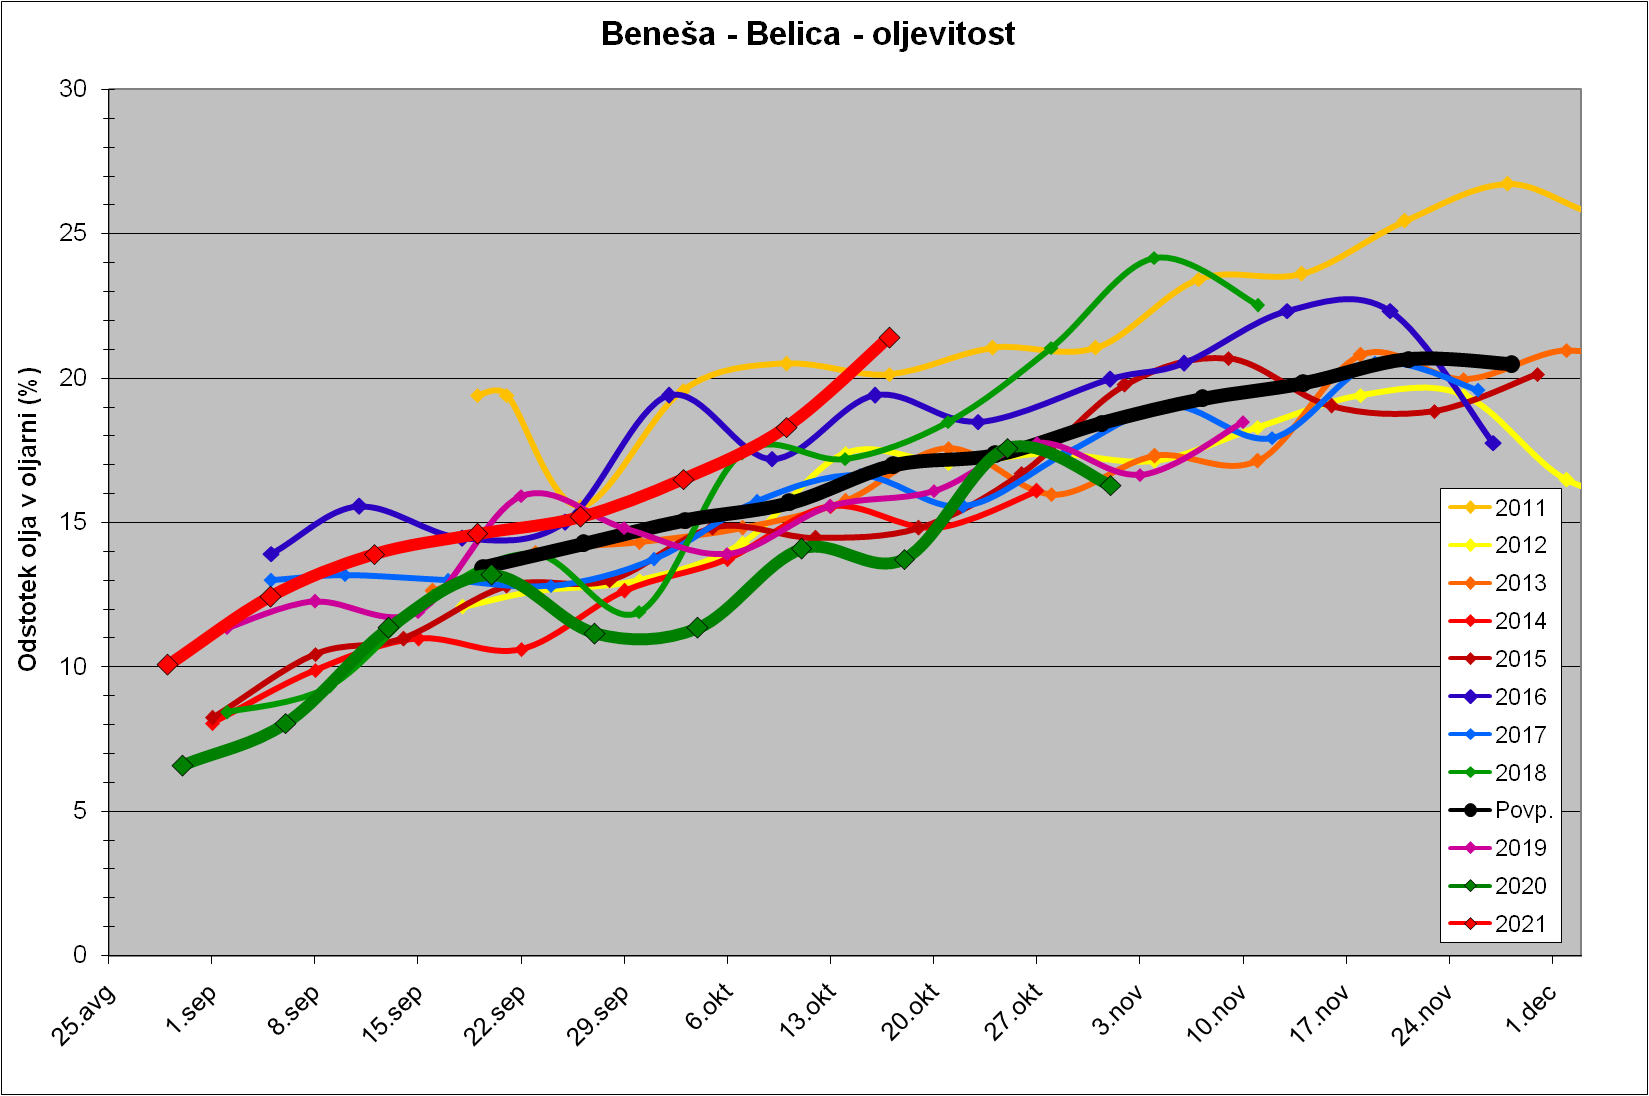 Beneša - Belica - oljevitost
Odstotek olja v oljarni (%)
30
25
20
15
10
5
0
25.avg
1.sep
8.sep
15.sep
22.sep
29.sep
6.okt
13.okt
20.okt
27.okt
3.nov
10.nov
17.nov
24.nov
1.dec
2011
2012
2013
2014
2015
2016
2017
2018
Povp.
2019
2020
2021